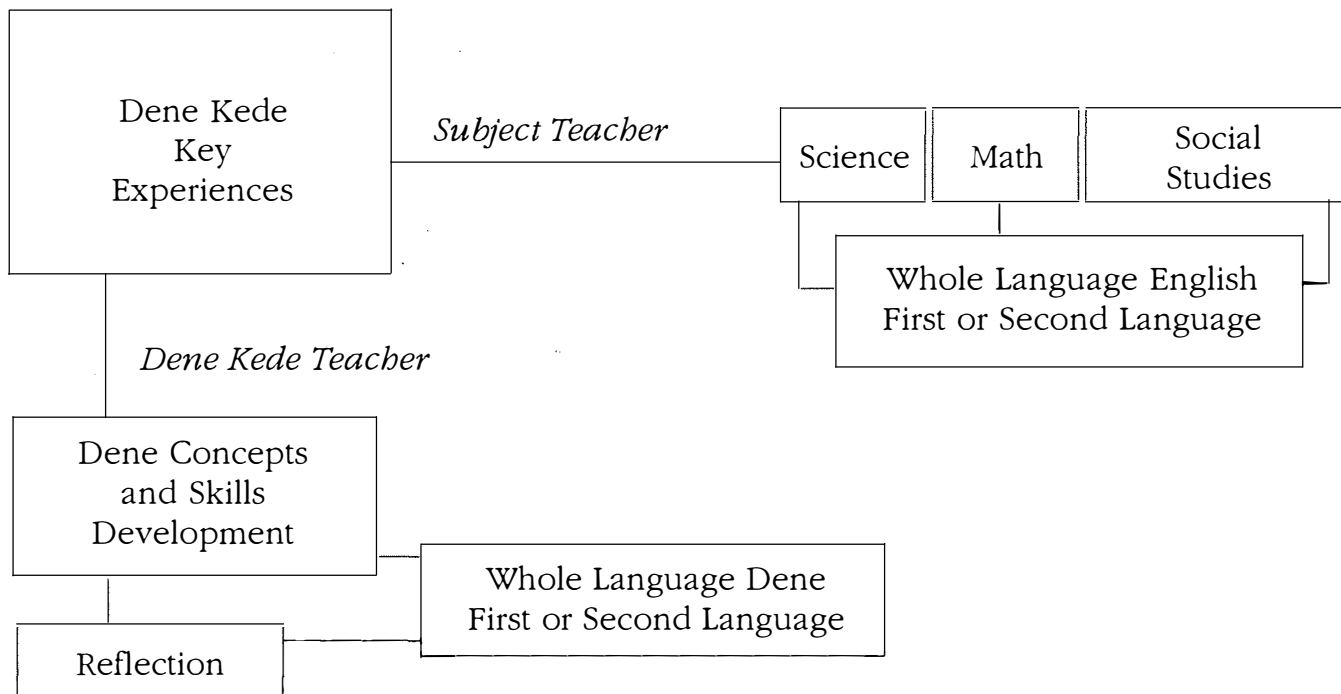 Dene Kede
Key
Experiences
Subject Teacher
Science
Math
Social
Studies
Whole Language English
First or Second Language
Dene Kede Teacher
Dene Concepts
and Skills
Development
Whole Language Dene
First or Second Language
Reflection